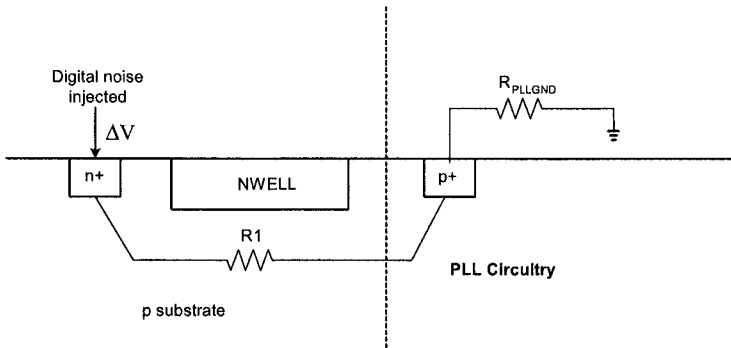 Digital noise
injected
ΔV
R_PLLGND
n+
NWELL
p+
R1
PLL Circuitry
p substrate